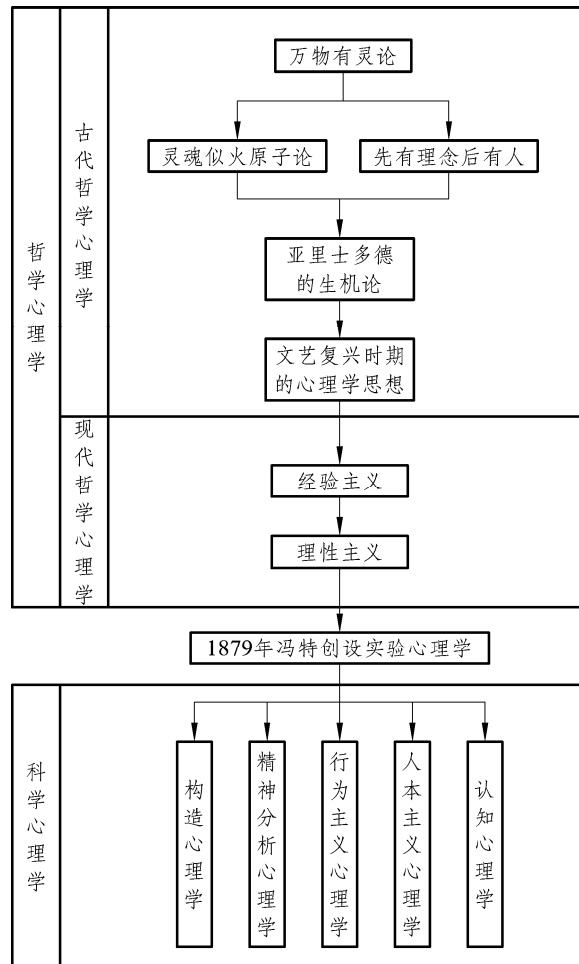 哲学心理学
古代哲学心理学
万物有灵论
灵魂似火原子论
先有理念后有人
亚里士多德
的生机论
文艺复兴时期
的心理学思想
现代哲学心理学
经验主义
理性主义
1879年冯特创设实验心理学
科学心理学
构造心理学
精神分析心理学
行为主义心理学
人本主义心理学
认知心理学